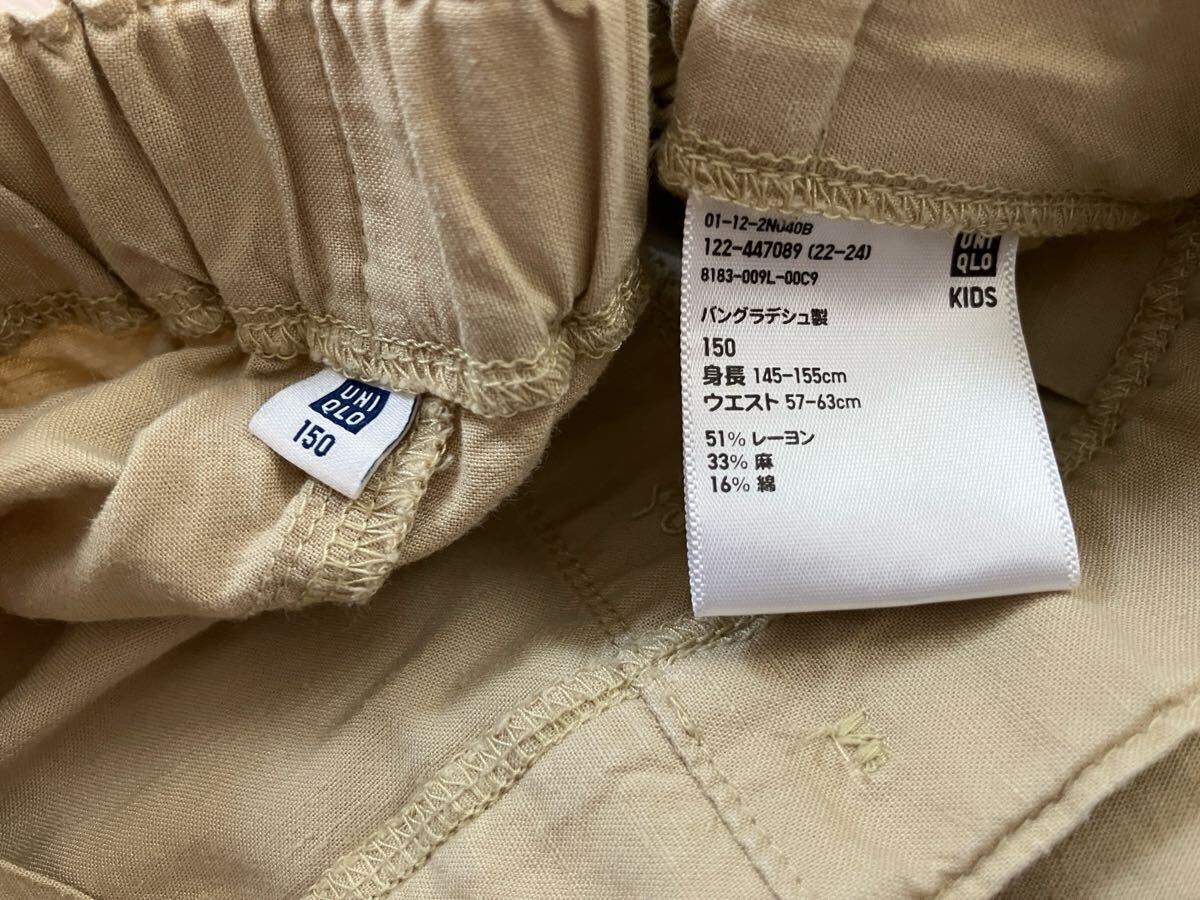 UNI
QLO
150
01-12-2N040B
122-447089 (22-24)
8183-009L-00C9
UNI
QLO
KIDS
バングラデシュ製
150
身長 145-155cm
ウエスト 57-63cm
51% レーヨン
33% 麻
16% 綿